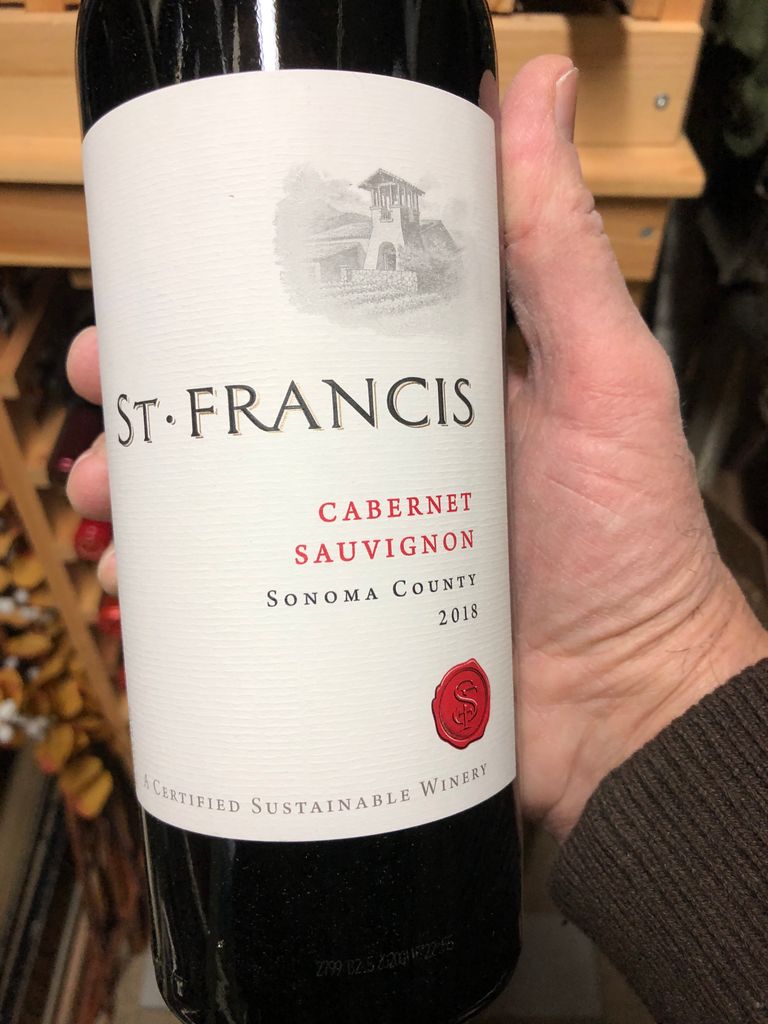 ST·FRANCIS
CABERNET
SAUVIGNON
SONOMA COUNTY
2018
A CERTIFIED SUSTAINABLE WINERY